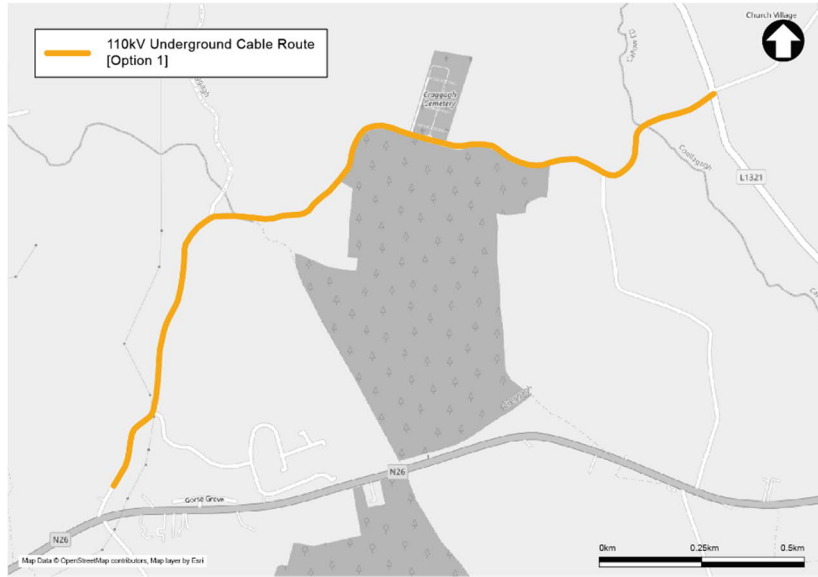 Church Village
110kV Underground Cable Route
[Option 1]
Craggagh
Cemetery
Coollagagh
L1321
N26
Gorse Grove
N26
0km
0.25km
0.5km
Map Data © OpenStreetMap contributors, Map layer by Esri